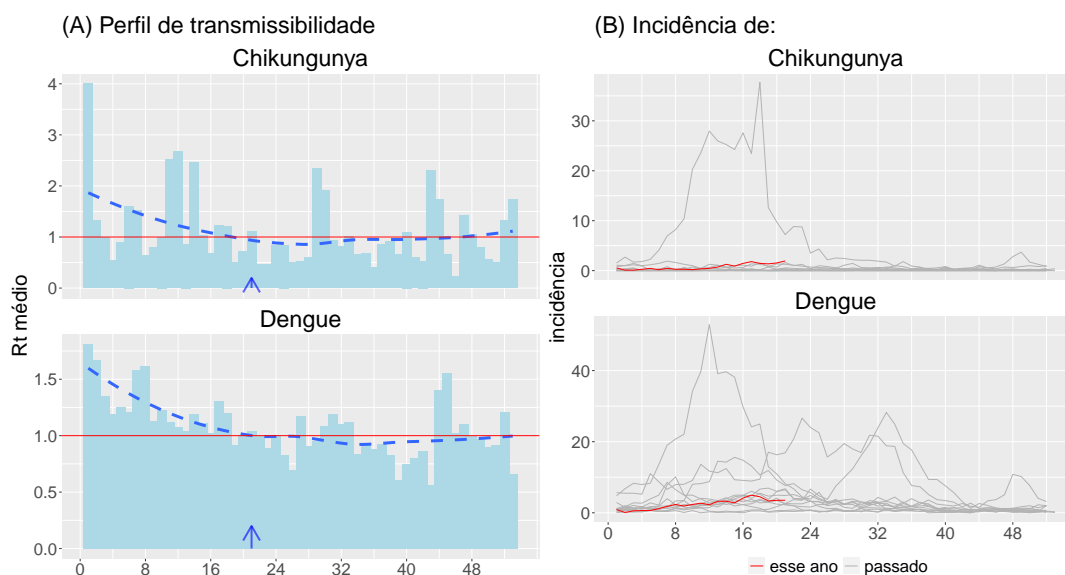 (A) Perfil de transmissibilidade
Chikungunya
4
3
2
1
0
Dengue
1.5
1.0
0.5
0.0
0 8 16 24 32 40 48
Rt médio
(B) Incidência de:
Chikungunya
30
20
10
0
Dengue
60
40
20
0
0 8 16 24 32 40 48
incidência
esse ano passado